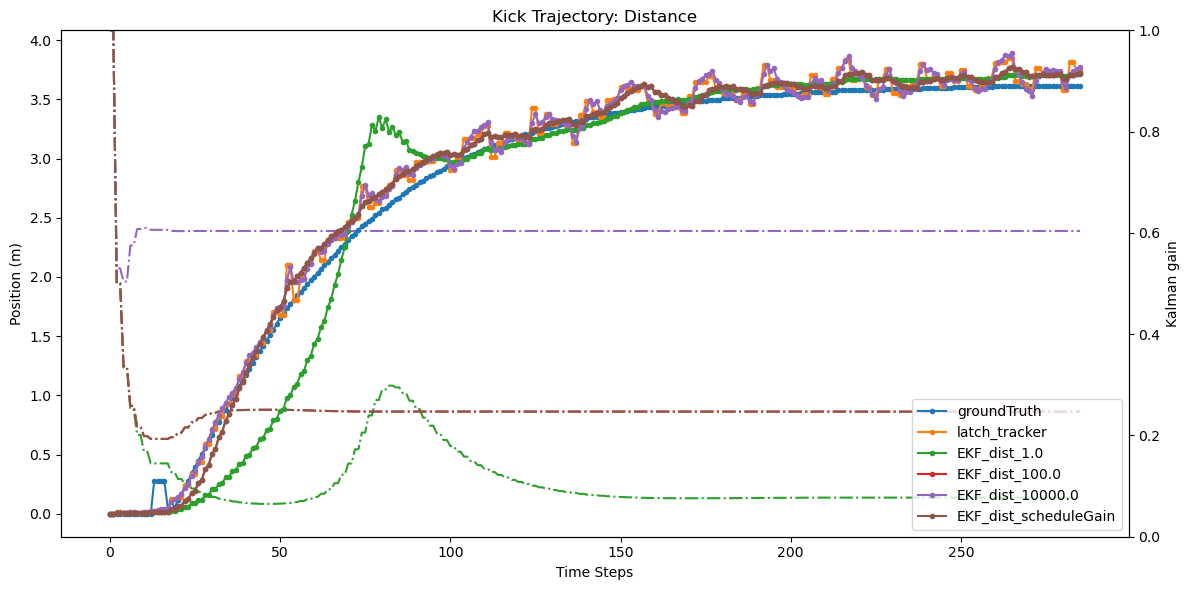 Kick Trajectory: Distance
4.0
3.5
3.0
2.5
2.0
1.5
1.0
0.5
0.0
Position (m)
0
50
100
150
200
250
Time Steps
1.0
0.8
0.6
0.4
0.2
0.0
Kalman gain
groundTruth
latch_tracker
EKF_dist_1.0
EKF_dist_100.0
EKF_dist_10000.0
EKF_dist_scheduleGain